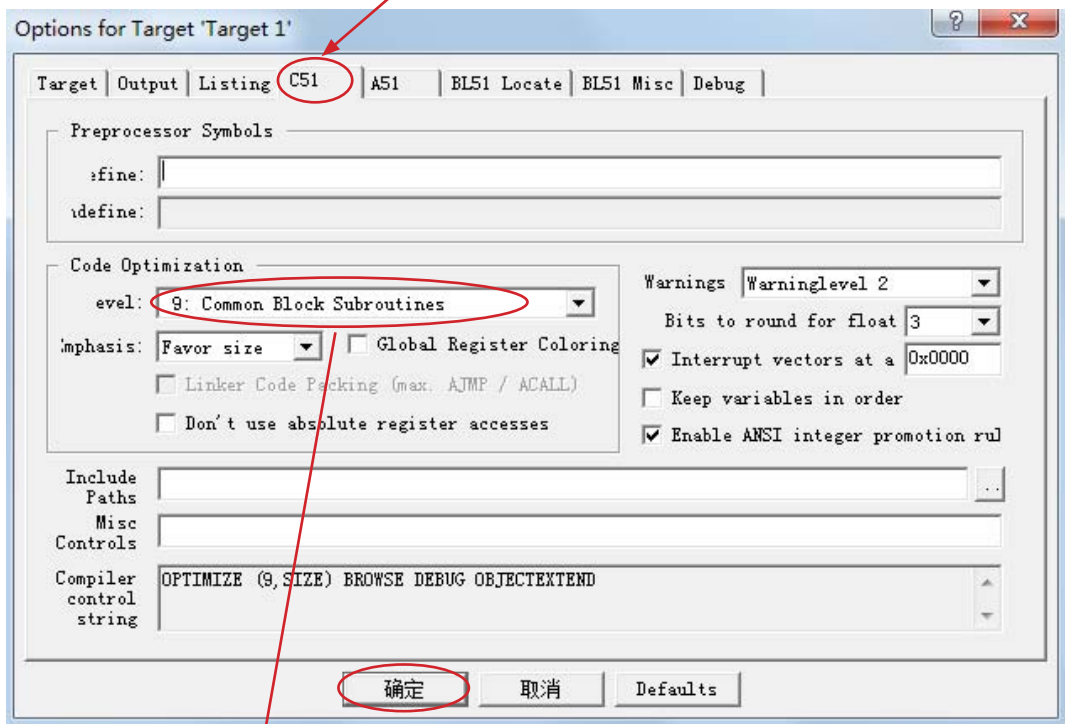 Options for Target 'Target 1'
Target Output Listing C51 A51 BL51 Locate BL51 Misc Debug
Preprocessor Symbols
efine:
ndefine:
Code Optimization
evel: 9: Common Block Subroutines
Warnings Warninglevel 2
Bits to round for float 3
Emphasis: Favor size Global Register Coloring
Interrupt vectors at a 0x0000
Linker Code Packing (max. AJMP / ACALL)
Keep variables in order
Don't use absolute register accesses
Enable ANSI integer promotion rul
Include
Paths
..
Misc
Controls
Compiler
control
string
OPTIMIZE (9,SIZE) BROWSE DEBUG OBJECTEXTEND
确定 取消 Defaults